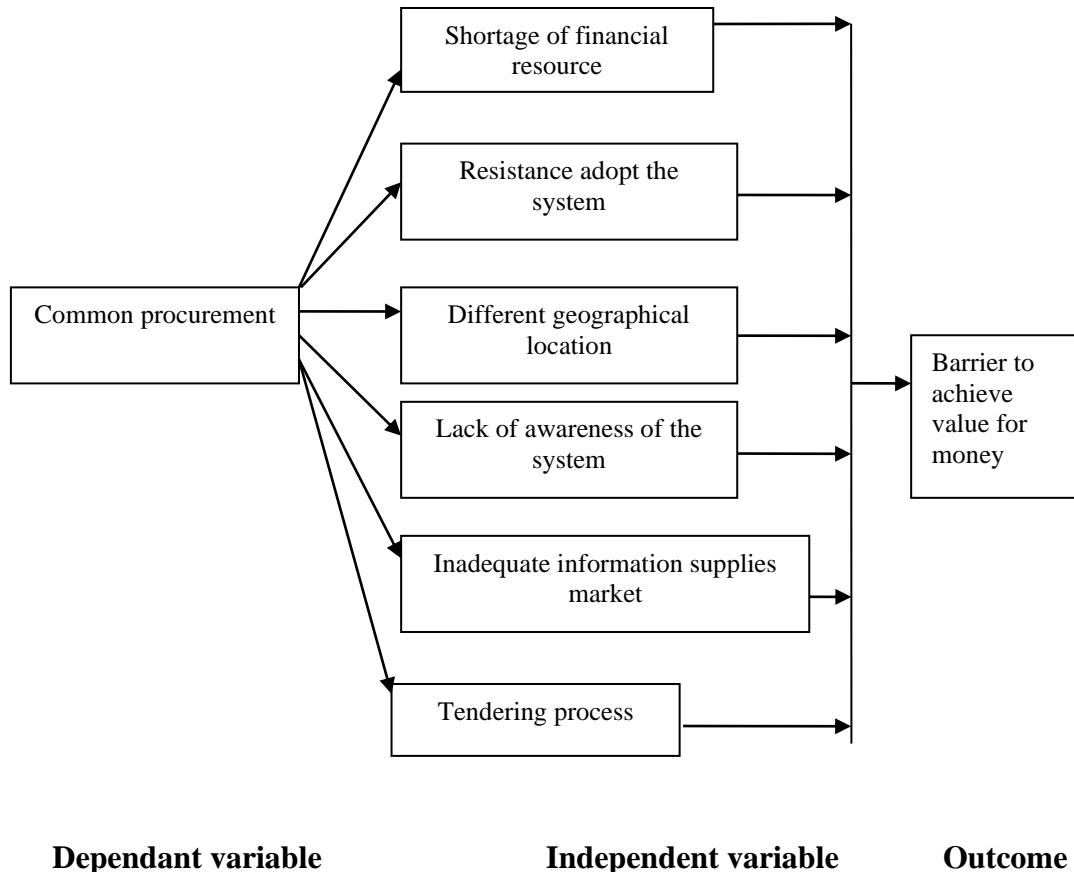 Shortage of financial
resource
Resistance adopt the
system
Common procurement
Different geographical
location
Barrier to
achieve
value for
money
Lack of awareness of the
system
Inadequate information supplies
market
Tendering process
Dependant variable
Independent variable
Outcome